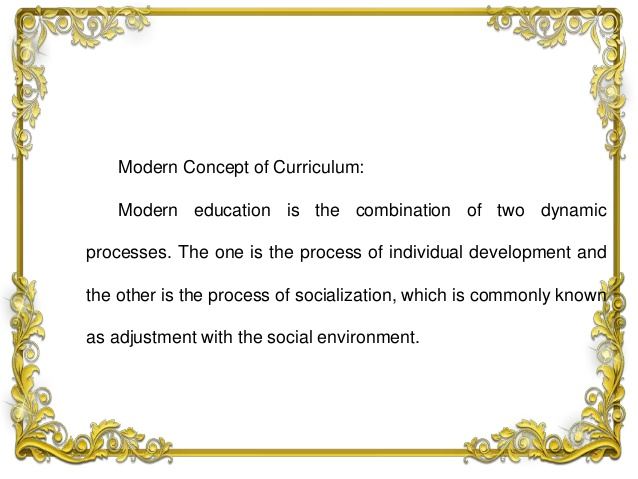 Modern Concept of Curriculum:
Modern education is the combination of two dynamic
processes. The one is the process of individual development and
the other is the process of socialization, which is commonly known
as adjustment with the social environment.